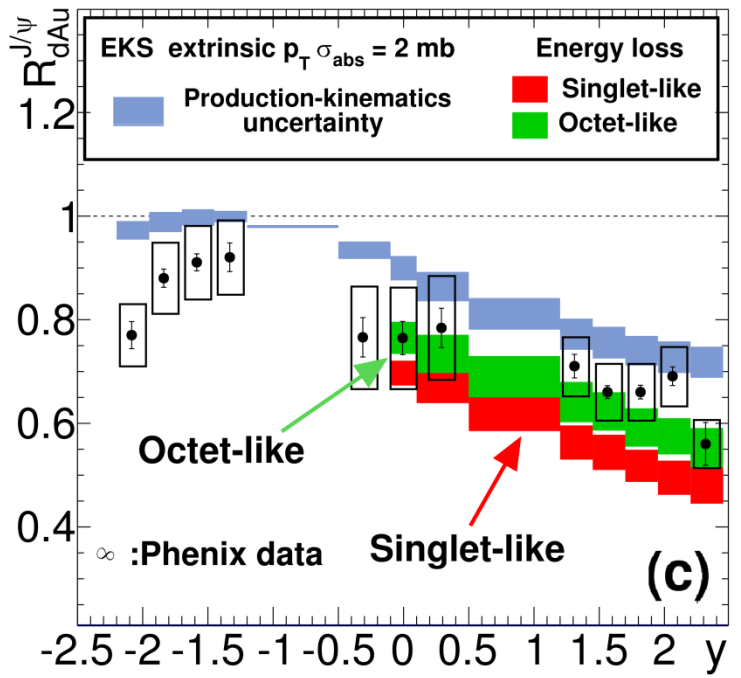 R_dAu^J/ψ
EKS extrinsic p_T σ_abs = 2 mb
Energy loss
Production-kinematics
uncertainty
Singlet-like
Octet-like
1.2
1
0.8
0.6
0.4
Octet-like
Singlet-like
∞ :Phenix data
(c)
-2.5 -2 -1.5 -1 -0.5 0 0.5 1 1.5 2 y